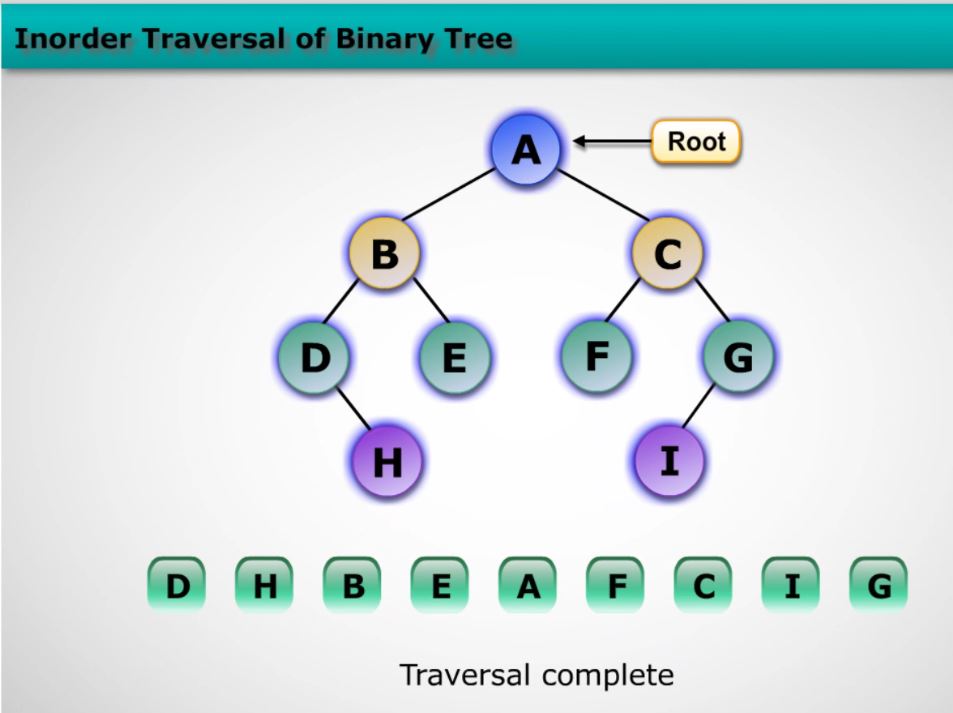 Inorder Traversal of Binary Tree
A
Root
B C
D E F G
H I
D H B E A F C I G
Traversal complete